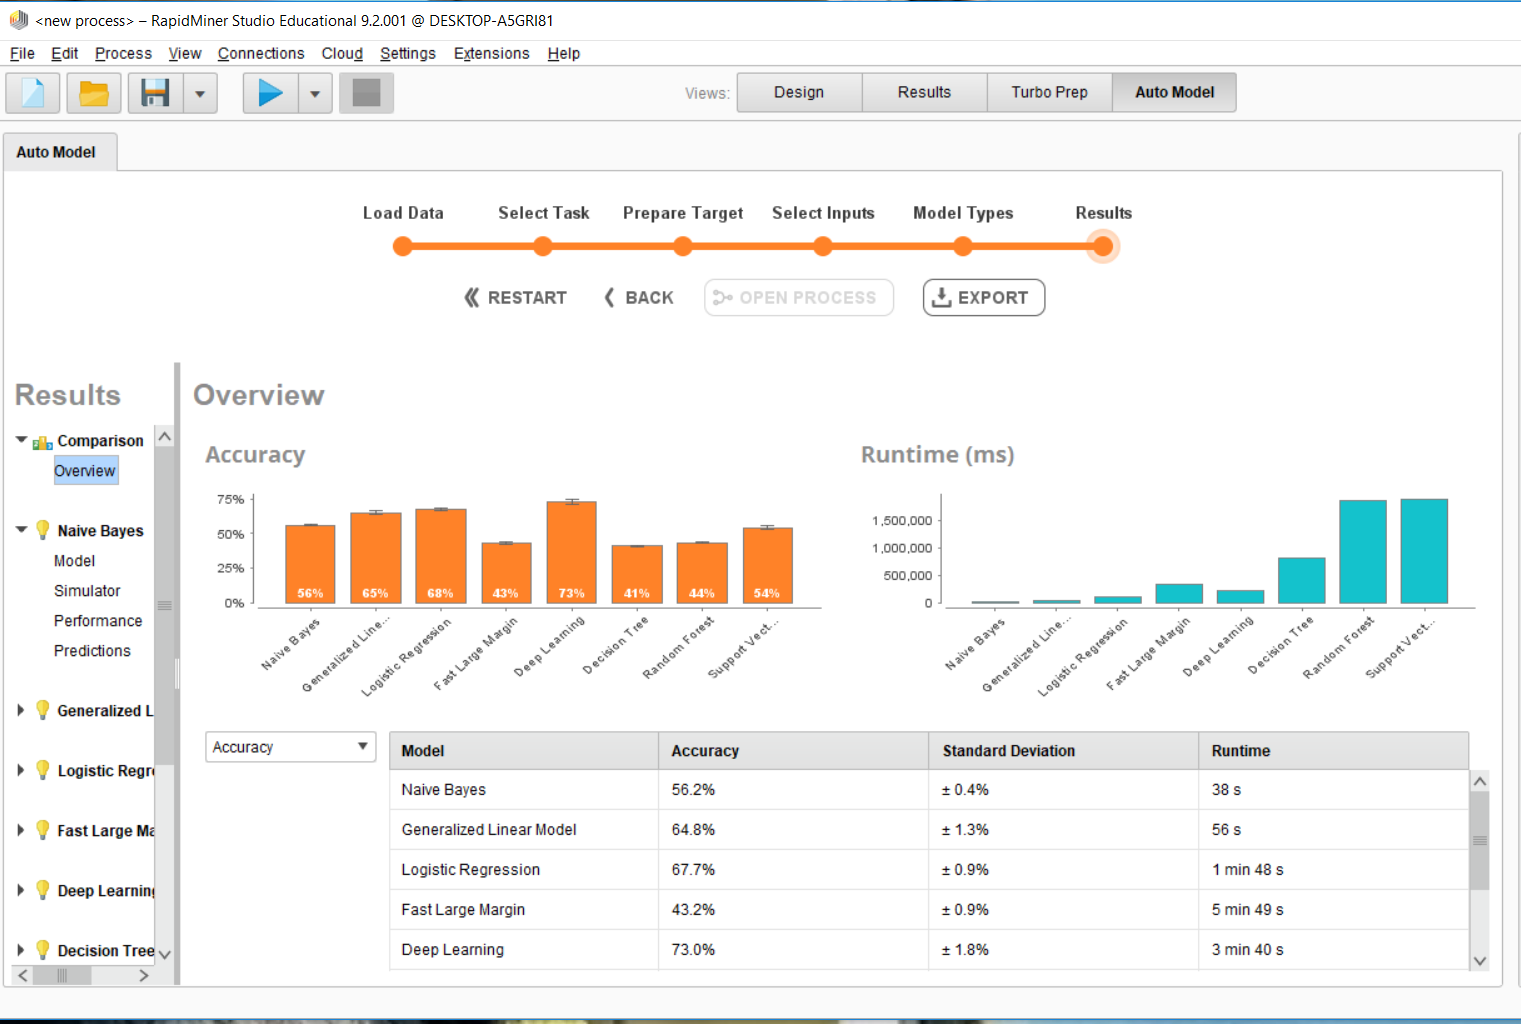 <new process> – RapidMiner Studio Educational 9.2.001 @ DESKTOP-A5GRI81
File Edit Process View Connections Cloud Settings Extensions Help
Views: Design Results Turbo Prep Auto Model
Auto Model
Load Data Select Task Prepare Target Select Inputs Model Types Results
RESTART BACK OPEN PROCESS EXPORT
Results
Comparison
Overview
Naive Bayes
Model
Simulator
Performance
Predictions
Generalized L
Logistic Regre
Fast Large Ma
Deep Learning
Decision Tree
Overview
Accuracy
75%
50%
25%
0%
56% 65% 68% 43% 73% 41% 44% 54%
Naive Bayes
Generalized Line...
Logistic Regression
Fast Large Margin
Deep Learning
Decision Tree
Random Forest
Support Vect...
Runtime (ms)
1,500,000
1,000,000
500,000
0
Naive Bayes
Generalized Line...
Logistic Regression
Fast Large Margin
Deep Learning
Decision Tree
Random Forest
Support Vect...
Accuracy
Model Accuracy Standard Deviation Runtime
Naive Bayes 56.2% ± 0.4% 38 s
Generalized Linear Model 64.8% ± 1.3% 56 s
Logistic Regression 67.7% ± 0.9% 1 min 48 s
Fast Large Margin 43.2% ± 0.9% 5 min 49 s
Deep Learning 73.0% ± 1.8% 3 min 40 s